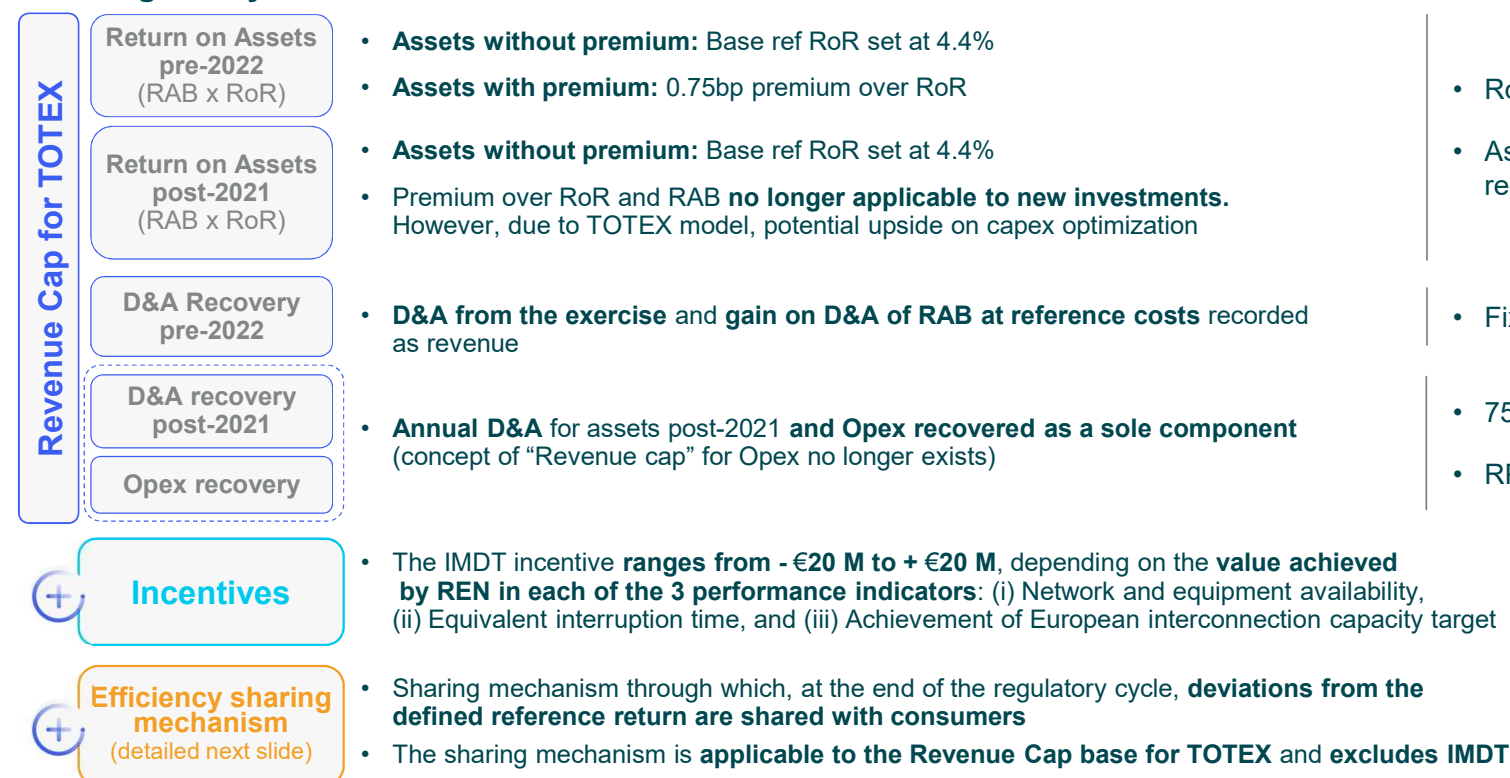 Revenue Cap for TOTEX
Return on Assets
pre-2022
(RAB x RoR)
• Assets without premium: Base ref RoR set at 4.4%
• Assets with premium: 0.75bp premium over RoR
Return on Assets
post-2021
(RAB x RoR)
• Assets without premium: Base ref RoR set at 4.4%
• Premium over RoR and RAB no longer applicable to new investments.
However, due to TOTEX model, potential upside on capex optimization
D&A Recovery
pre-2022
• D&A from the exercise and gain on D&A of RAB at reference costs recorded
as revenue
D&A recovery
post-2021
Opex recovery
• Annual D&A for assets post-2021 and Opex recovered as a sole component
(concept of “Revenue cap” for Opex no longer exists)
• 75
Incentives
• The IMDT incentive ranges from - €20 M to + €20 M, depending on the value achieved
by REN in each of the 3 performance indicators: (i) Network and equipment availability,
(ii) Equivalent interruption time, and (iii) Achievement of European interconnection capacity target
Efficiency sharing
mechanism
(detailed next slide)
• Sharing mechanism through which, at the end of the regulatory cycle, deviations from the
defined reference return are shared with consumers
• The sharing mechanism is applicable to the Revenue Cap base for TOTEX and excludes IMDT